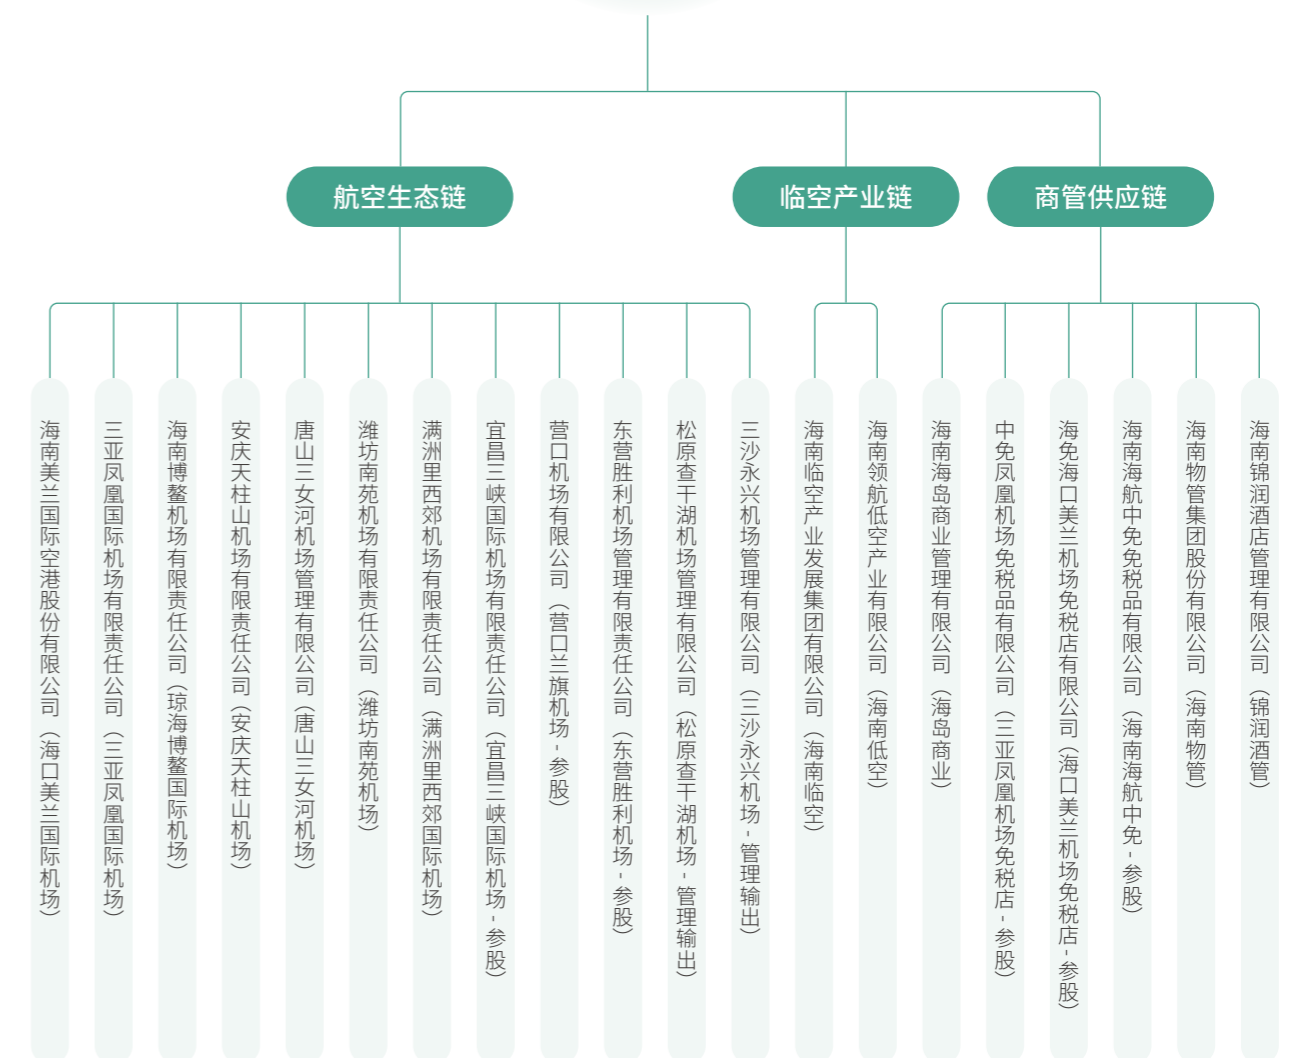 航空生态链
临空产业链
商管供应链
海南美兰国际空港股份有限公司（海口美兰国际机场）
三亚凤凰国际机场有限责任公司（三亚凤凰国际机场）
海南博鳌机场有限责任公司（琼海博鳌国际机场）
安庆天柱山机场有限责任公司（安庆天柱山机场）
唐山三女河机场管理有限公司（唐山三女河机场）
潍坊南苑机场有限责任公司（潍坊南苑机场）
满洲里西郊机场有限责任公司（满洲里西郊国际机场）
宜昌三峡国际机场有限责任公司（宜昌三峡国际机场-参股）
营口机场有限公司（营口兰旗机场-参股）
东营胜利机场管理有限责任公司（东营胜利机场-参股）
松原查干湖机场管理有限公司（松原查干湖机场-管理输出）
三沙永兴机场管理有限公司（三沙永兴机场-管理输出）
海南临空产业发展集团有限公司（海南临空）
海南领航低空产业有限公司（海南低空）
海南海岛商业管理有限公司（海岛商业）
中免凤凰机场免税品有限公司（三亚凤凰机场免税店-参股）
海免海口美兰机场免税店有限公司（海口美兰机场免税店-参股）
海南海航中免免税品有限公司（海南海航中免-参股）
海南物管集团股份有限公司（海南物管）
海南锦润酒店管理有限公司（锦润酒管）